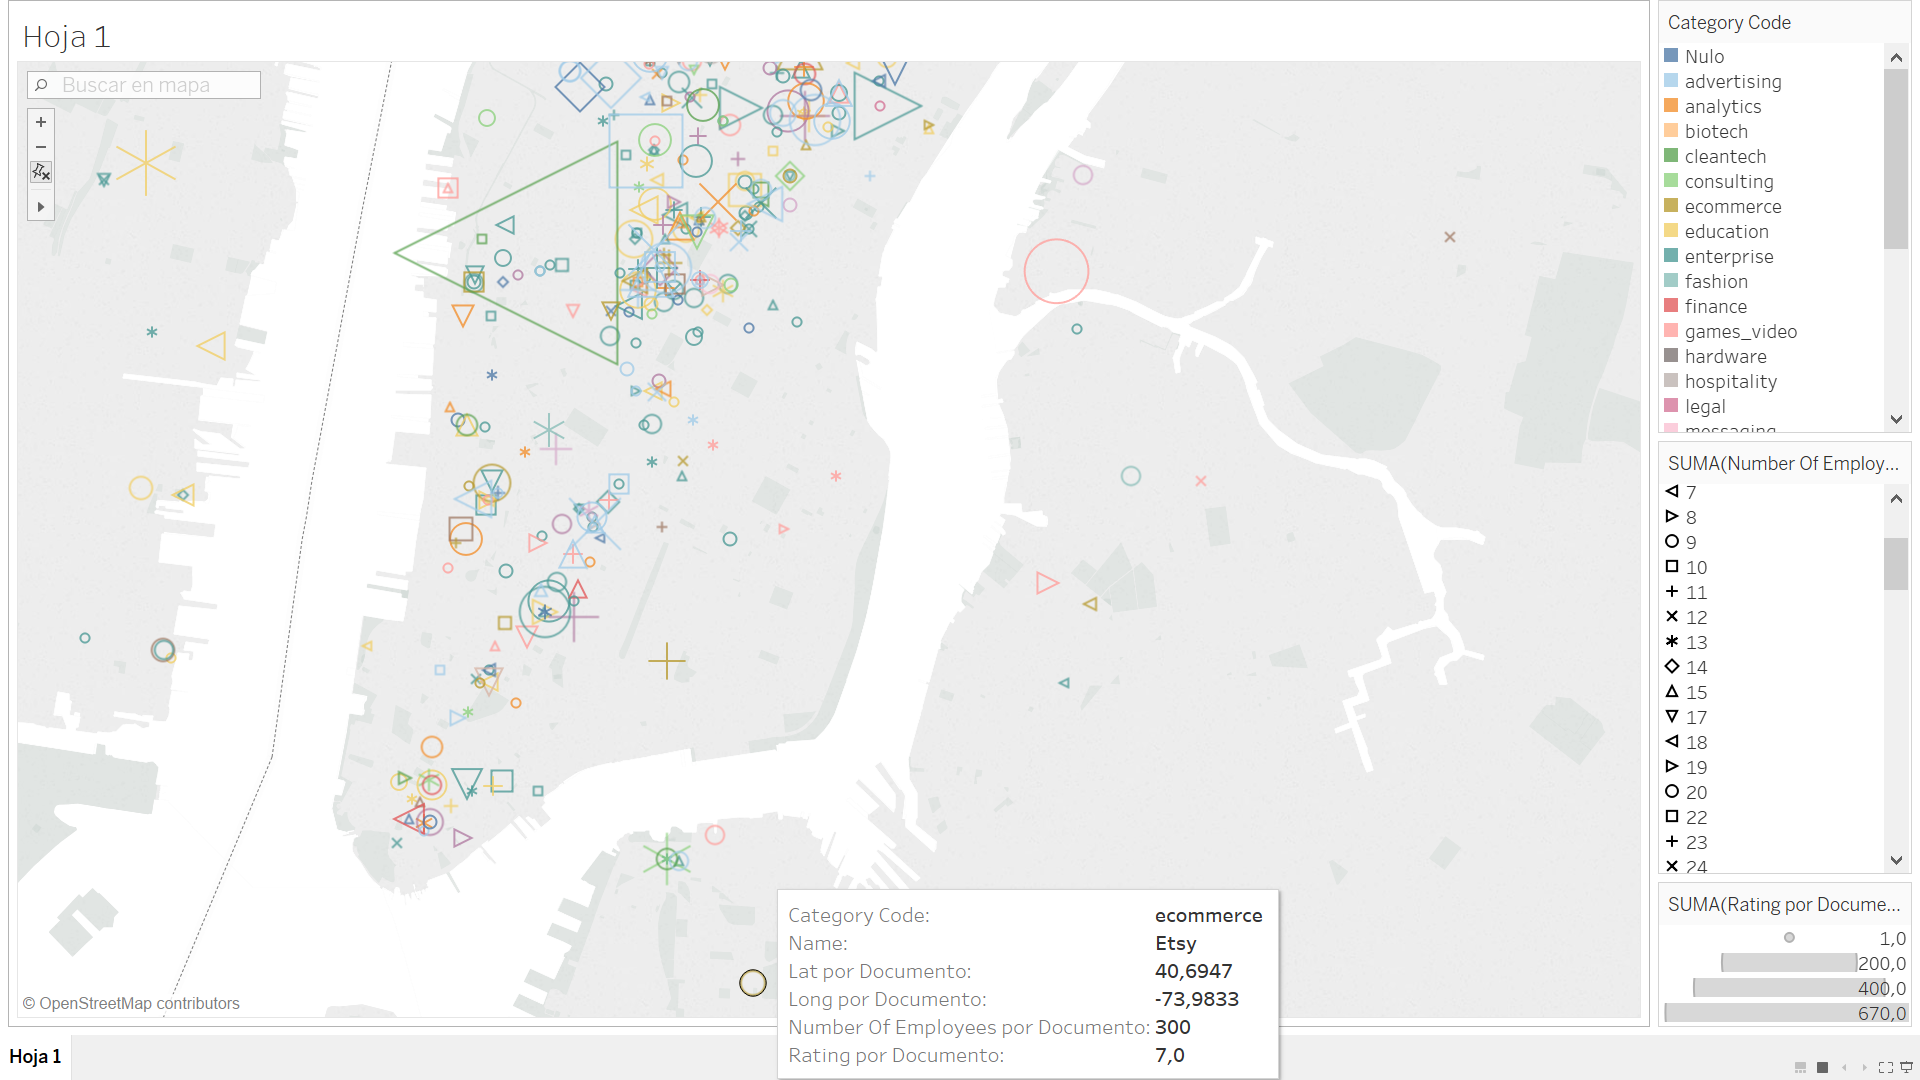 Hoja 1
Buscar en mapa
© OpenStreetMap contributors
Category Code:
ecommerce
Name:
Etsy
Lat por Documento:
40,6947
Long por Documento:
-73,9833
Number Of Employees por Documento:
300
Rating por Documento:
7,0
Category Code
Nulo
advertising
analytics
biotech
cleantech
consulting
ecommerce
education
enterprise
fashion
finance
games_video
hardware
hospitality
legal
messaging
SUMA(Number Of Employ...
7
8
9
10
11
12
13
14
15
17
18
19
20
22
23
24
SUMA(Rating por Docume...
1,0
200,0
400,0
670,0
Hoja 1